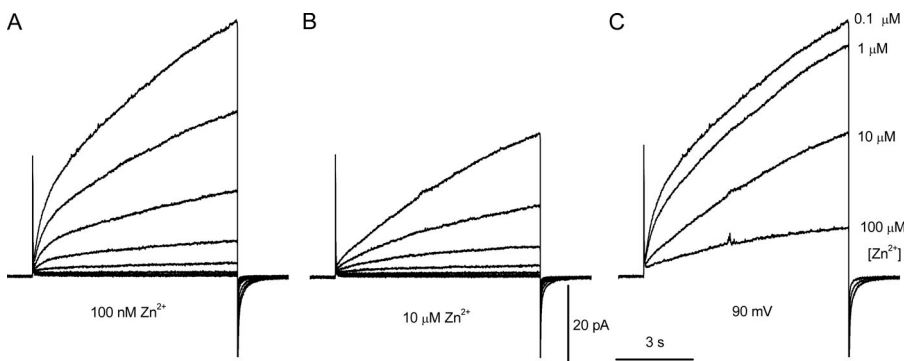 A
B
C
0.1 μM
1 μM
10 μM
100 μM
[Zn²⁺]
100 nM Zn²⁺
10 μM Zn²⁺
20 pA
90 mV
3 s